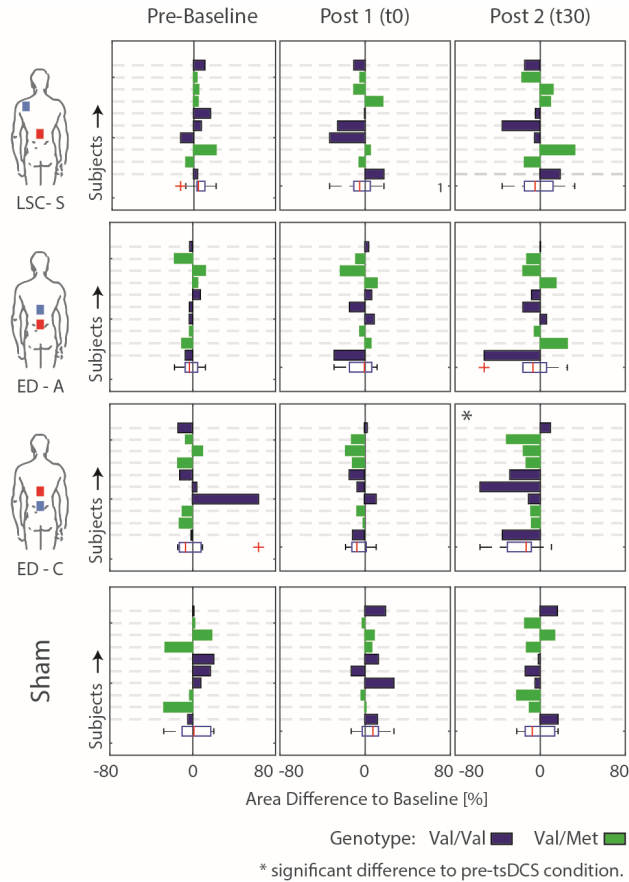 Pre-Baseline Post 1 (t0) Post 2 (t30)
Subjects
LSC- S
1
Subjects
ED - A
*
Subjects
ED - C
Sham
Subjects
-80 0 80 -80 0 80 -80 0 80
Area Difference to Baseline [%]
Genotype: Val/Val Val/Met
* significant difference to pre-tsDCS condition.